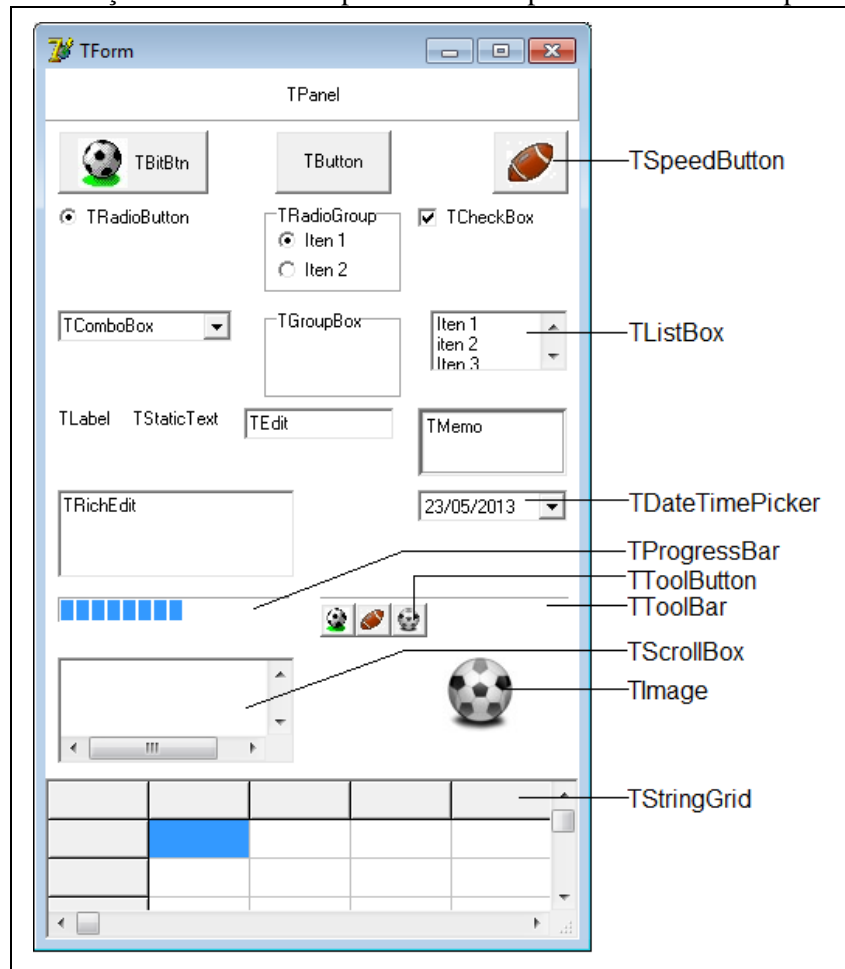 TForm
TPanel
TBitBtn TButton TSpeedButton
TRadioButton TRadioGroup TCheckBox
Iten 1
Iten 2
TComboBox TGroupBox Iten 1 TListBox
iten 2
Iten 3
TLabel TStaticText TEdit TMemo
TRichEdit 23/05/2013 TDateTimePicker
TProgressBar
TToolButton
TToolBar
TScrollBox
TImage
TStringGrid